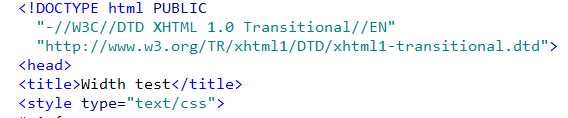 <!DOCTYPE html PUBLIC
"-//W3C//DTD XHTML 1.0 Transitional//EN"
"http://www.w3.org/TR/xhtml1/DTD/xhtml1-transitional.dtd">
<head>
<title>Width test</title>
<style type="text/css">